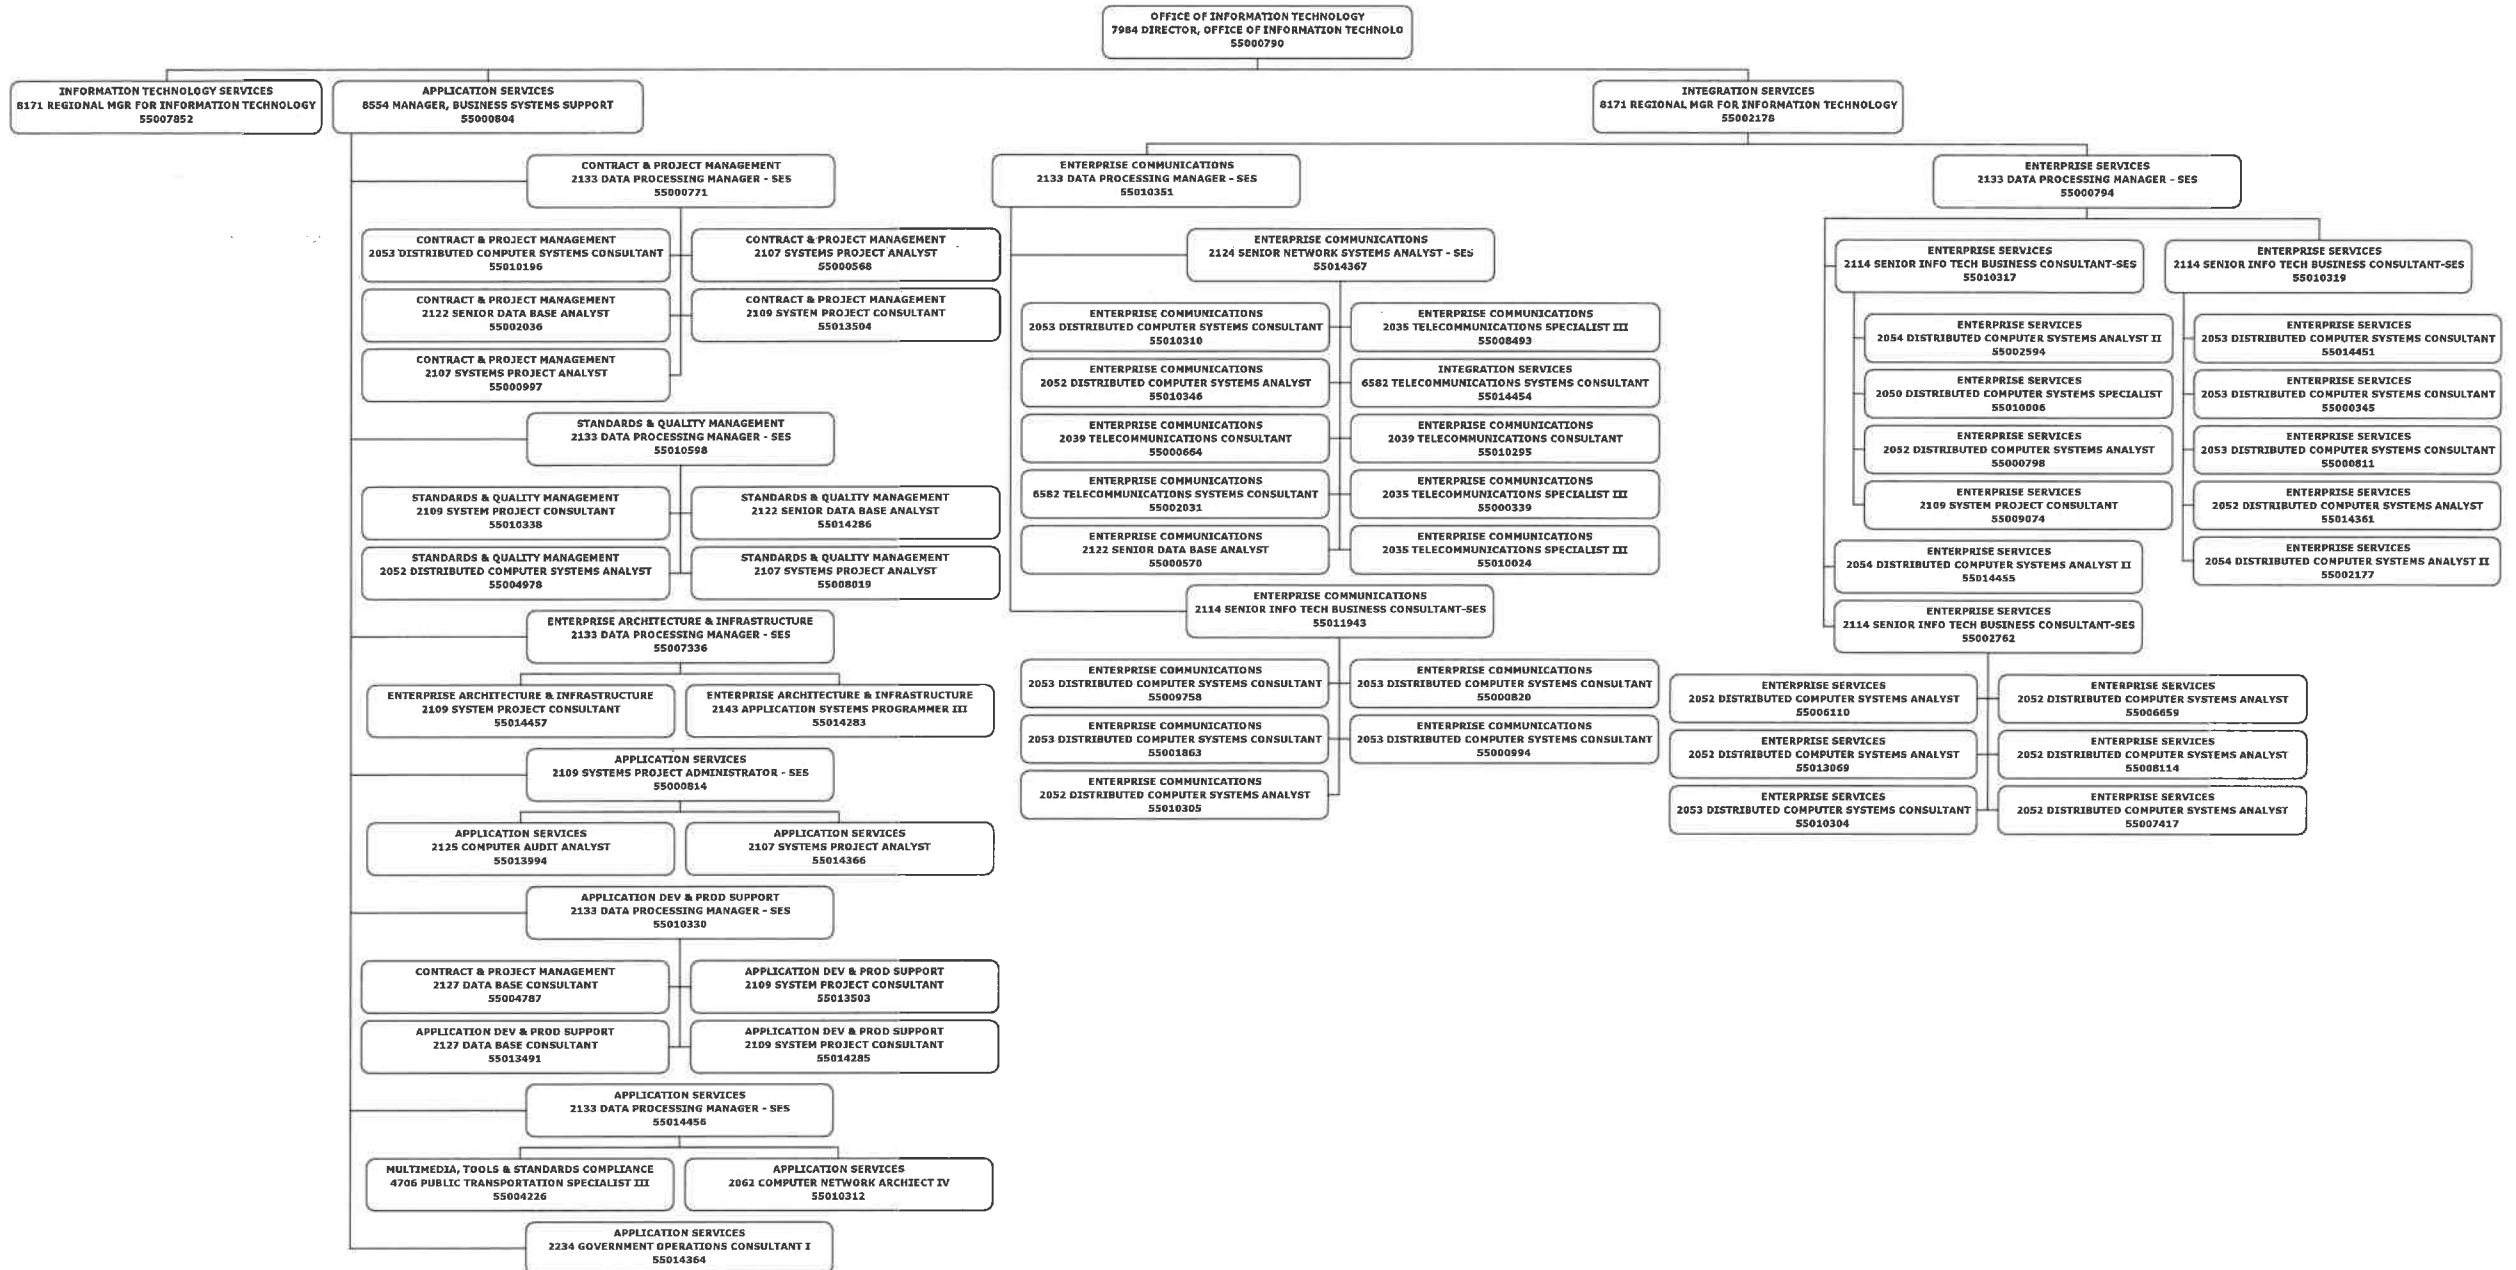 OFFICE OF INFORMATION TECHNOLOGY
7984 DIRECTOR, OFFICE OF INFORMATION TECHNOLO
55000790
INFORMATION TECHNOLOGY SERVICES
8171 REGIONAL MGR FOR INFORMATION TECHNOLOGY
55007852
APPLICATION SERVICES
8554 MANAGER, BUSINESS SYSTEMS SUPPORT
55000804
INTEGRATION SERVICES
8171 REGIONAL MGR FOR INFORMATION TECHNOLOGY
55002178
CONTRACT & PROJECT MANAGEMENT
2133 DATA PROCESSING MANAGER - SES
55000771
CONTRACT & PROJECT MANAGEMENT
2053 DISTRIBUTED COMPUTER SYSTEMS CONSULTANT
55010196
CONTRACT & PROJECT MANAGEMENT
2107 SYSTEMS PROJECT ANALYST
55000568
CONTRACT & PROJECT MANAGEMENT
2122 SENIOR DATA BASE ANALYST
55002036
CONTRACT & PROJECT MANAGEMENT
2109 SYSTEM PROJECT CONSULTANT
55013504
CONTRACT & PROJECT MANAGEMENT
2107 SYSTEMS PROJECT ANALYST
55000997
STANDARDS & QUALITY MANAGEMENT
2133 DATA PROCESSING MANAGER - SES
55010598
STANDARDS & QUALITY MANAGEMENT
2109 SYSTEM PROJECT CONSULTANT
55010338
STANDARDS & QUALITY MANAGEMENT
2122 SENIOR DATA BASE ANALYST
55014286
STANDARDS & QUALITY MANAGEMENT
2052 DISTRIBUTED COMPUTER SYSTEMS ANALYST
55004978
STANDARDS & QUALITY MANAGEMENT
2107 SYSTEMS PROJECT ANALYST
55008019
ENTERPRISE ARCHITECTURE & INFRASTRUCTURE
2133 DATA PROCESSING MANAGER - SES
55007336
ENTERPRISE ARCHITECTURE & INFRASTRUCTURE
2109 SYSTEM PROJECT CONSULTANT
55014457
ENTERPRISE ARCHITECTURE & INFRASTRUCTURE
2143 APPLICATION SYSTEMS PROGRAMMER III
55014283
APPLICATION SERVICES
2109 SYSTEMS PROJECT ADMINISTRATOR - SES
55000814
APPLICATION SERVICES
2125 COMPUTER AUDIT ANALYST
55013994
APPLICATION SERVICES
2107 SYSTEMS PROJECT ANALYST
55014366
APPLICATION DEV & PROD SUPPORT
2133 DATA PROCESSING MANAGER - SES
55010330
CONTRACT & PROJECT MANAGEMENT
2127 DATA BASE CONSULTANT
55004787
APPLICATION DEV & PROD SUPPORT
2109 SYSTEM PROJECT CONSULTANT
55013503
APPLICATION DEV & PROD SUPPORT
2127 DATA BASE CONSULTANT
55013491
APPLICATION DEV & PROD SUPPORT
2109 SYSTEM PROJECT CONSULTANT
55014285
APPLICATION SERVICES
2133 DATA PROCESSING MANAGER - SES
55014456
MULTIMEDIA, TOOLS & STANDARDS COMPLIANCE
4706 PUBLIC TRANSPORTATION SPECIALIST III
55004226
APPLICATION SERVICES
2062 COMPUTER NETWORK ARCHIECT IV
55010312
APPLICATION SERVICES
2234 GOVERNMENT OPERATIONS CONSULTANT I
55014364
ENTERPRISE COMMUNICATIONS
2133 DATA PROCESSING MANAGER - SES
55010351
ENTERPRISE COMMUNICATIONS
2124 SENIOR NETWORK SYSTEMS ANALYST - SES
55014367
ENTERPRISE COMMUNICATIONS
2053 DISTRIBUTED COMPUTER SYSTEMS CONSULTANT
55010310
ENTERPRISE COMMUNICATIONS
2035 TELECOMMUNICATIONS SPECIALIST III
55008493
ENTERPRISE COMMUNICATIONS
2052 DISTRIBUTED COMPUTER SYSTEMS ANALYST
55010346
INTEGRATION SERVICES
6582 TELECOMMUNICATIONS SYSTEMS CONSULTANT
55014454
ENTERPRISE COMMUNICATIONS
2039 TELECOMMUNICATIONS CONSULTANT
55000664
ENTERPRISE COMMUNICATIONS
2039 TELECOMMUNICATIONS CONSULTANT
55010295
ENTERPRISE COMMUNICATIONS
6582 TELECOMMUNICATIONS SYSTEMS CONSULTANT
55002031
ENTERPRISE COMMUNICATIONS
2035 TELECOMMUNICATIONS SPECIALIST III
55000339
ENTERPRISE COMMUNICATIONS
2122 SENIOR DATA BASE ANALYST
55000570
ENTERPRISE COMMUNICATIONS
2035 TELECOMMUNICATIONS SPECIALIST III
55010024
ENTERPRISE COMMUNICATIONS
2114 SENIOR INFO TECH BUSINESS CONSULTANT-SES
55011943
ENTERPRISE COMMUNICATIONS
2053 DISTRIBUTED COMPUTER SYSTEMS CONSULTANT
55009758
ENTERPRISE COMMUNICATIONS
2053 DISTRIBUTED COMPUTER SYSTEMS CONSULTANT
55000820
ENTERPRISE COMMUNICATIONS
2053 DISTRIBUTED COMPUTER SYSTEMS CONSULTANT
55001863
ENTERPRISE COMMUNICATIONS
2053 DISTRIBUTED COMPUTER SYSTEMS CONSULTANT
55000994
ENTERPRISE COMMUNICATIONS
2052 DISTRIBUTED COMPUTER SYSTEMS ANALYST
55010305
ENTERPRISE SERVICES
2133 DATA PROCESSING MANAGER - SES
55000794
ENTERPRISE SERVICES
2114 SENIOR INFO TECH BUSINESS CONSULTANT-SES
55010317
ENTERPRISE SERVICES
2054 DISTRIBUTED COMPUTER SYSTEMS ANALYST II
55002594
ENTERPRISE SERVICES
2050 DISTRIBUTED COMPUTER SYSTEMS SPECIALIST
55010006
ENTERPRISE SERVICES
2052 DISTRIBUTED COMPUTER SYSTEMS ANALYST
55000798
ENTERPRISE SERVICES
2109 SYSTEM PROJECT CONSULTANT
55009074
ENTERPRISE SERVICES
2114 SENIOR INFO TECH BUSINESS CONSULTANT-SES
55010319
ENTERPRISE SERVICES
2053 DISTRIBUTED COMPUTER SYSTEMS CONSULTANT
55014451
ENTERPRISE SERVICES
2053 DISTRIBUTED COMPUTER SYSTEMS CONSULTANT
55000345
ENTERPRISE SERVICES
2053 DISTRIBUTED COMPUTER SYSTEMS CONSULTANT
55000811
ENTERPRISE SERVICES
2052 DISTRIBUTED COMPUTER SYSTEMS ANALYST
55014361
ENTERPRISE SERVICES
2054 DISTRIBUTED COMPUTER SYSTEMS ANALYST II
55002177
ENTERPRISE SERVICES
2054 DISTRIBUTED COMPUTER SYSTEMS ANALYST II
55014455
ENTERPRISE SERVICES
2114 SENIOR INFO TECH BUSINESS CONSULTANT-SES
55002762
ENTERPRISE SERVICES
2052 DISTRIBUTED COMPUTER SYSTEMS ANALYST
55006110
ENTERPRISE SERVICES
2052 DISTRIBUTED COMPUTER SYSTEMS ANALYST
55006659
ENTERPRISE SERVICES
2052 DISTRIBUTED COMPUTER SYSTEMS ANALYST
55013069
ENTERPRISE SERVICES
2052 DISTRIBUTED COMPUTER SYSTEMS ANALYST
55008114
ENTERPRISE SERVICES
2053 DISTRIBUTED COMPUTER SYSTEMS CONSULTANT
55010304
ENTERPRISE SERVICES
2052 DISTRIBUTED COMPUTER SYSTEMS ANALYST
55007417